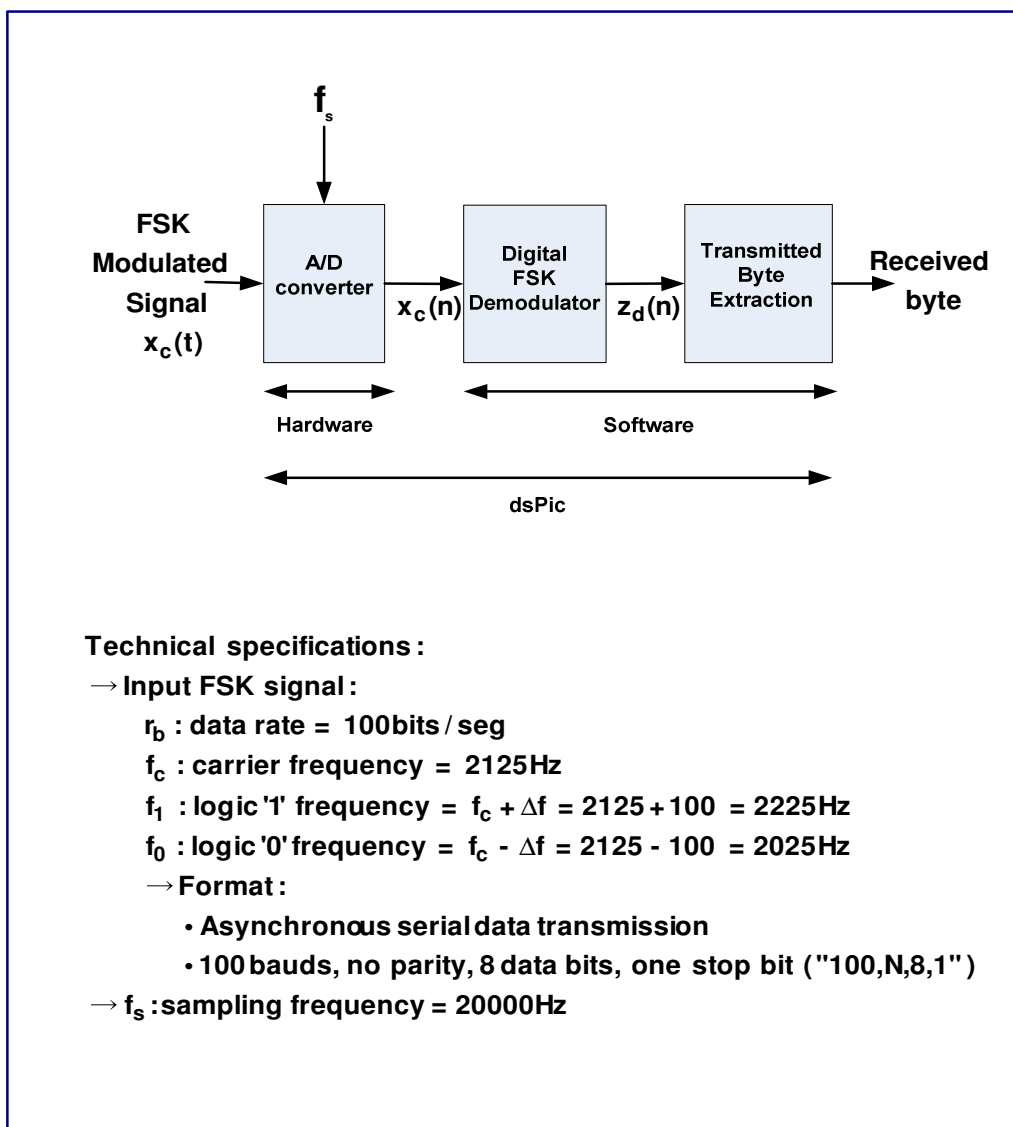 fs
FSK
Modulated
Signal
xc(t)
A/D
converter
xc(n)
Digital
FSK
Demodulator
zd(n)
Transmitted
Byte
Extraction
Received
byte
Hardware
Software
dsPic
Technical specifications:
→ Input FSK signal:
rb : data rate = 100bits/seg
fc : carrier frequency = 2125Hz
f1 : logic '1' frequency = fc + Δf = 2125+100 = 2225Hz
f0 : logic '0' frequency = fc - Δf = 2125 - 100 = 2025Hz
→ Format:
• Asynchronous serial data transmission
• 100 bauds, no parity, 8 data bits, one stop bit ("100,N,8,1")
→ fs : sampling frequency = 20000Hz